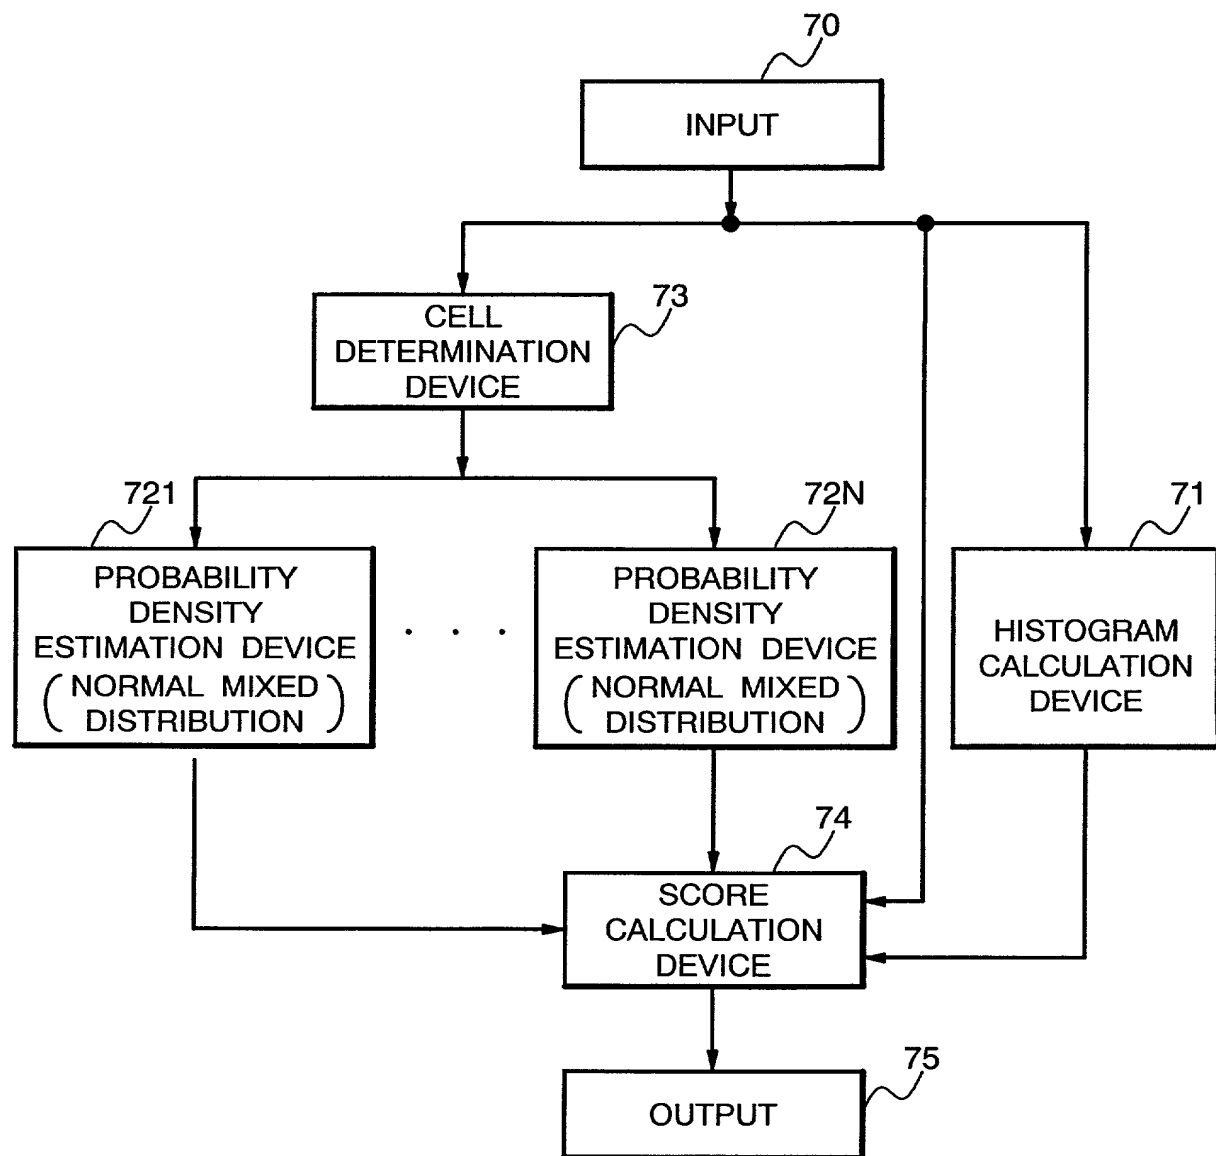 70
INPUT
73
CELL
DETERMINATION
DEVICE
721
PROBABILITY
DENSITY
ESTIMATION DEVICE
(NORMAL MIXED
DISTRIBUTION)
. . .
72N
PROBABILITY
DENSITY
ESTIMATION DEVICE
(NORMAL MIXED
DISTRIBUTION)
71
HISTOGRAM
CALCULATION
DEVICE
74
SCORE
CALCULATION
DEVICE
75
OUTPUT